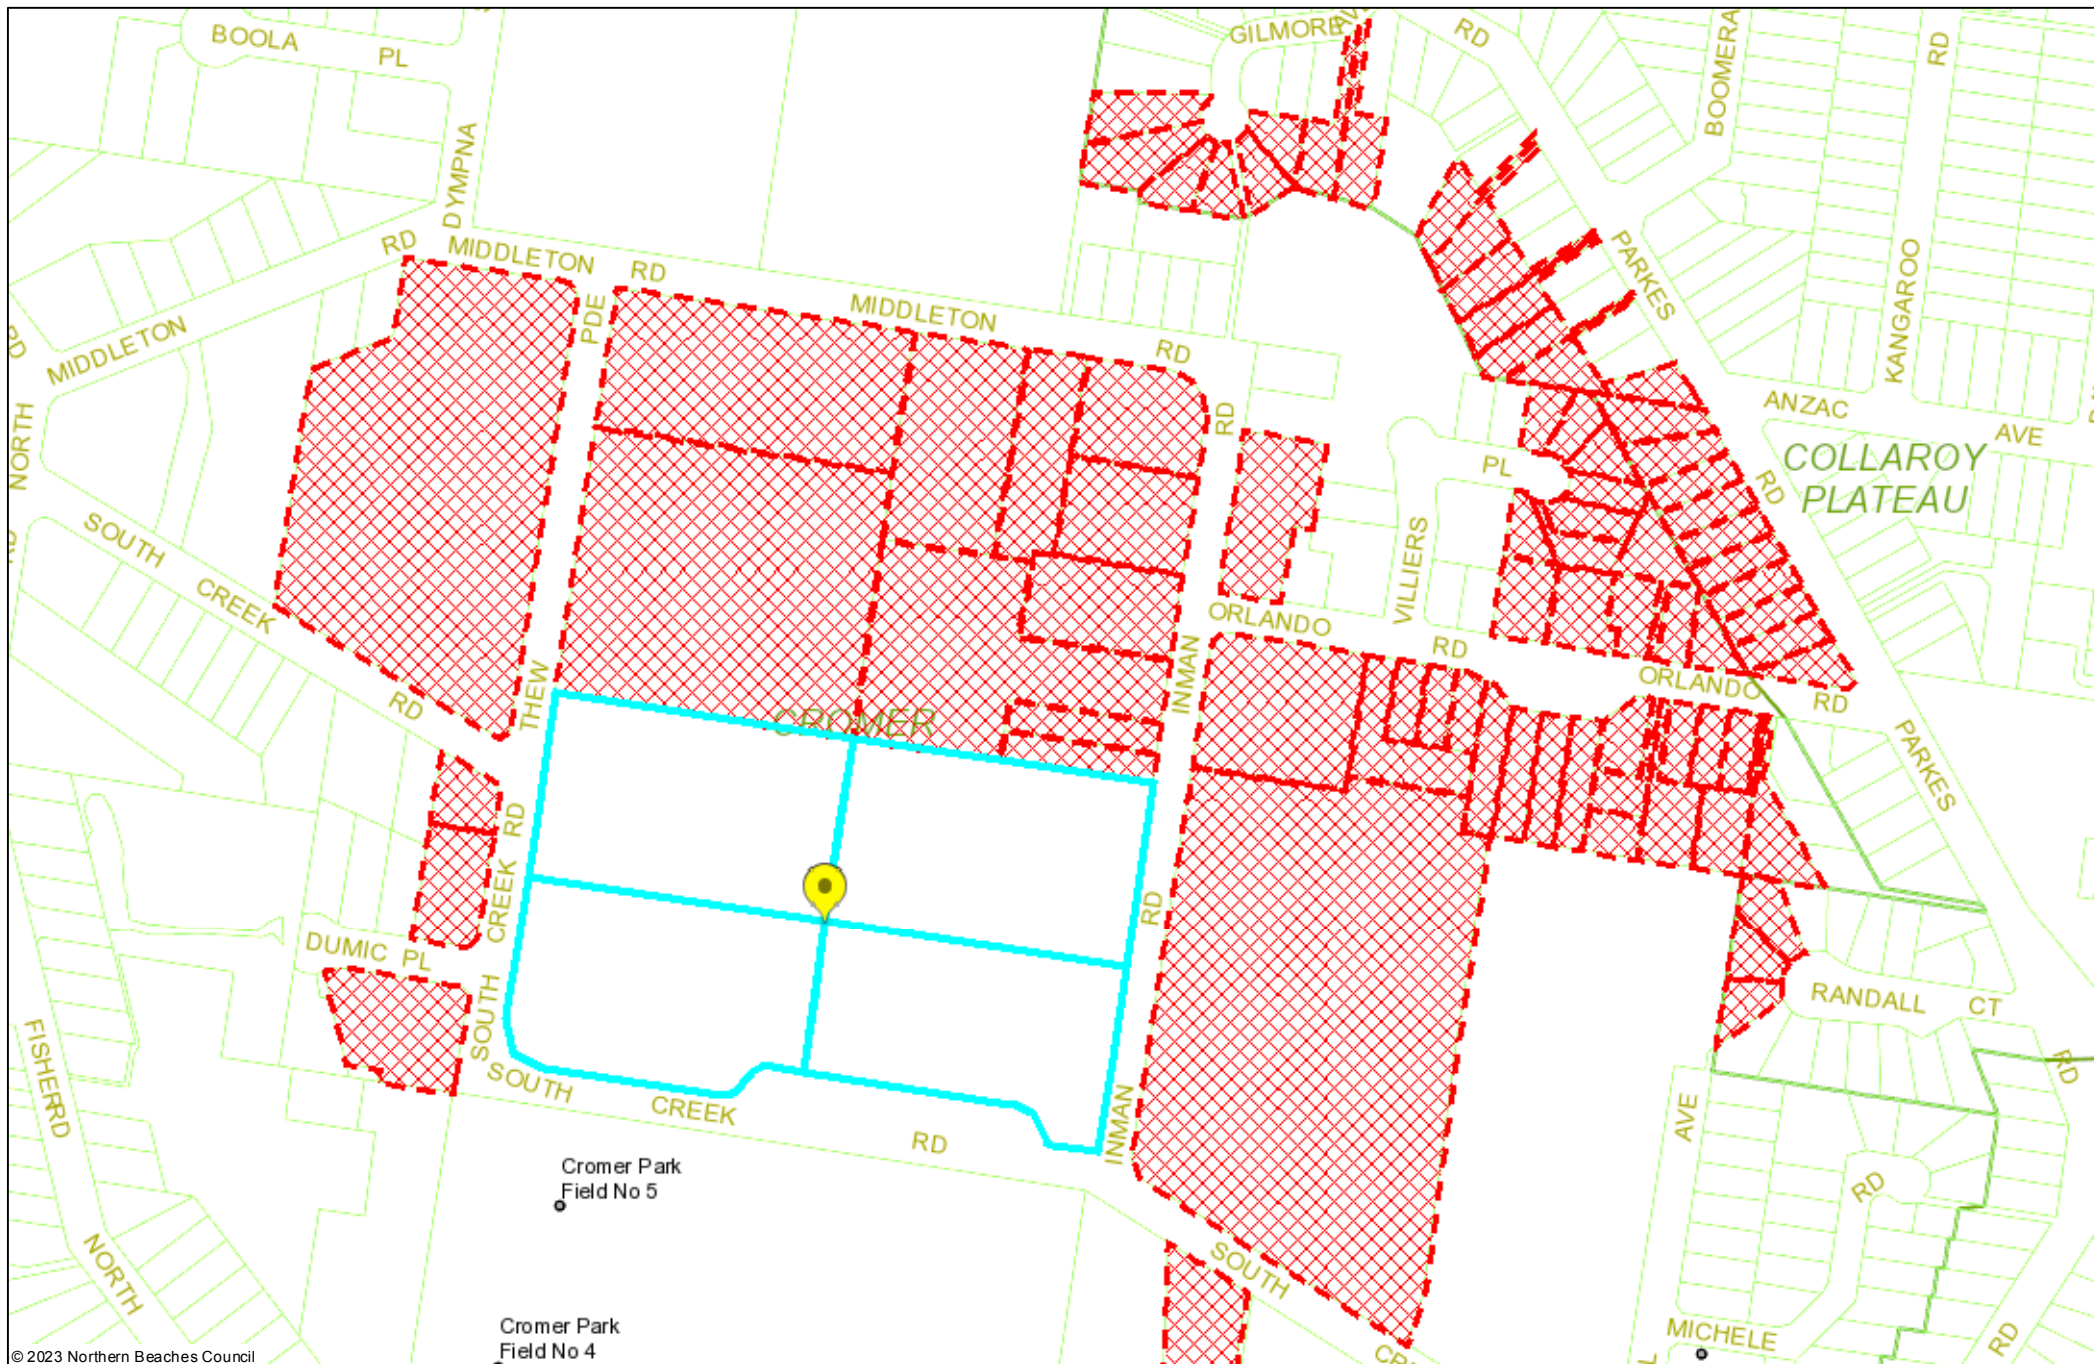 BOOLA
PL
GILMORE
AVE
RD
BOOMERA
RD
DYMPNA
RD
MIDDLETON
RD
MIDDLETON
RD
PDE
MIDDLETON
RD
NORTH
RD
PARKES
KANGAROO
ANZAC
AVE
COLLAROY
PLATEAU
PL
RD
VILLIERS
SOUTH
CREEK
RD
THEW
ORLANDO
RD
ORLANDO
RD
INMAN
RD
CROMER
PARKES
RD
CREEK
SOUTH
DUMIC PL
RANDALL
CT
RD
FISHER
RD
NORTH
SOUTH
CREEK
RD
INMAN
AVE
RD
Cromer Park
Field No 5
SOUTH
Cromer Park
Field No 4
MICHELE
RD
© 2023 Northern Beaches Council